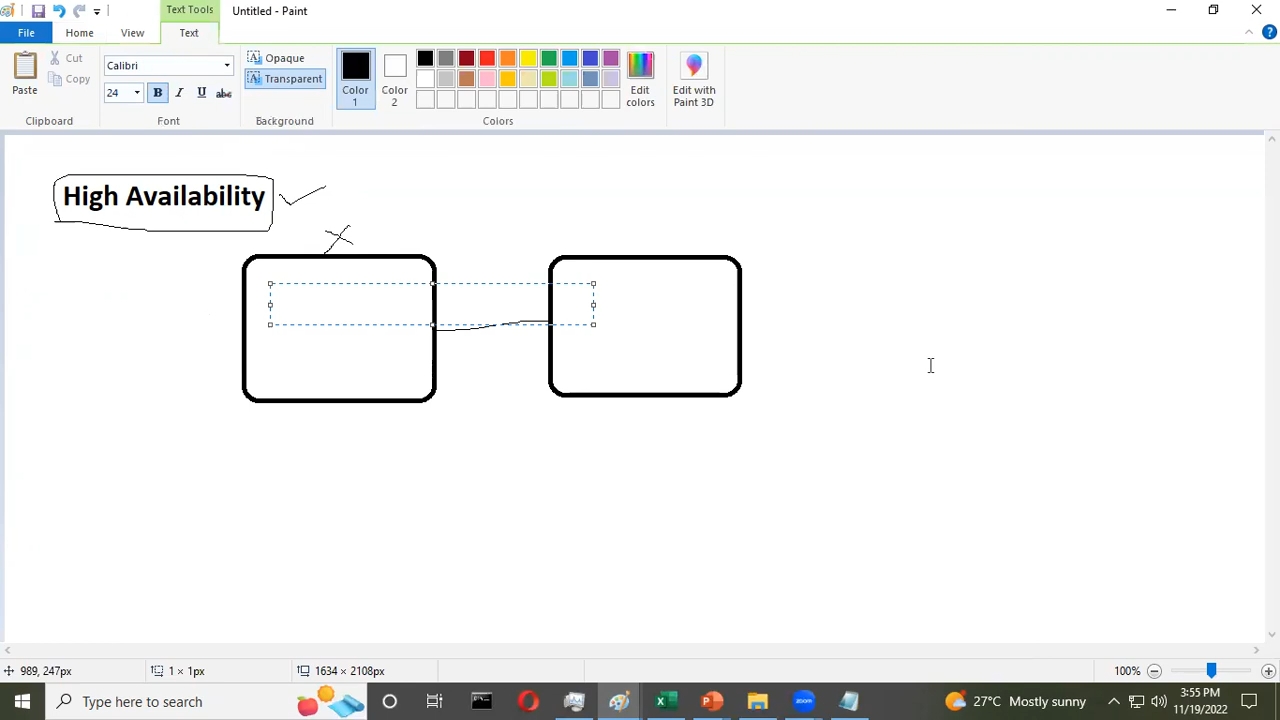 Text Tools
Untitled - Paint
File
Home
View
Text
Paste
Cut
Copy
Clipboard
Calibri
24
B
I
U
abc
Font
Opaque
Transparent
Background
Color
1
Color
2
Edit
colors
Edit with
Paint 3D
Colors
High Availability
989, 247px
1 × 1px
1634 × 2108px
100%
Type here to search
zoom
27°C Mostly sunny
3:55 PM
11/19/2022